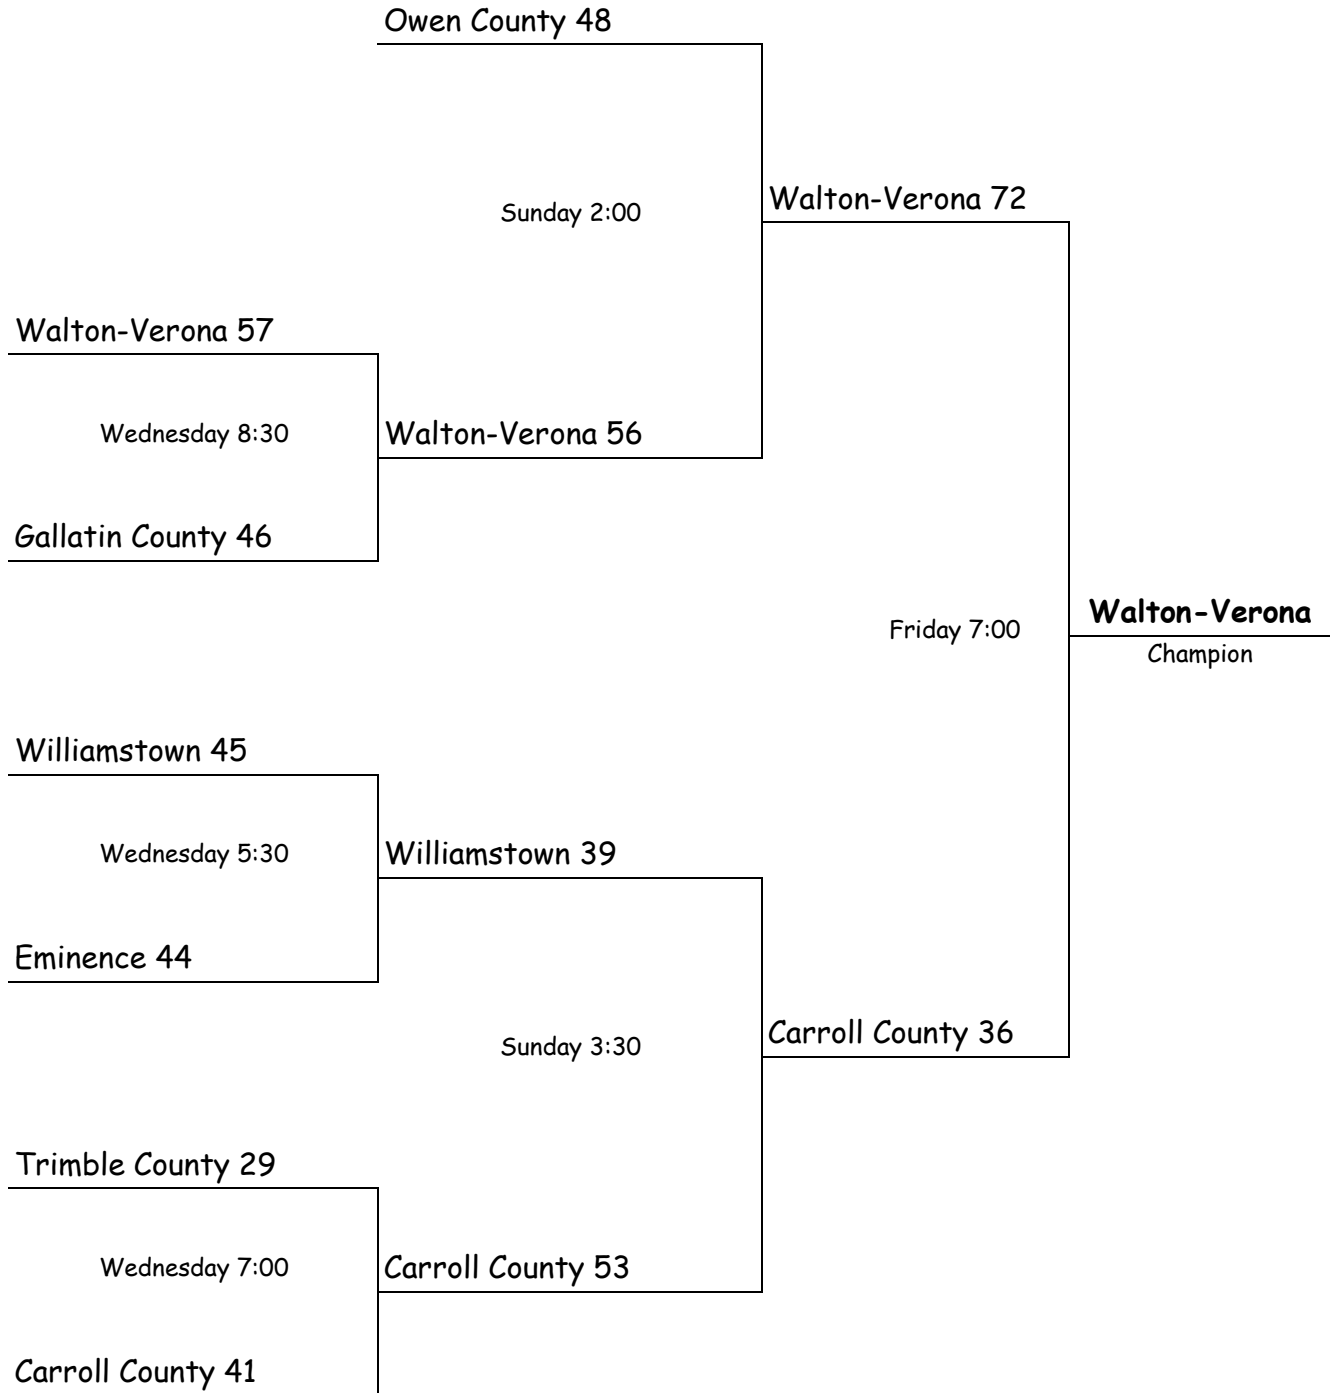 Owen County 48
Sunday 2:00
Walton-Verona 72
Walton-Verona 57
Wednesday 8:30
Walton-Verona 56
Gallatin County 46
Friday 7:00
Walton-Verona
Champion
Williamstown 45
Wednesday 5:30
Williamstown 39
Eminence 44
Sunday 3:30
Carroll County 36
Trimble County 29
Wednesday 7:00
Carroll County 53
Carroll County 41